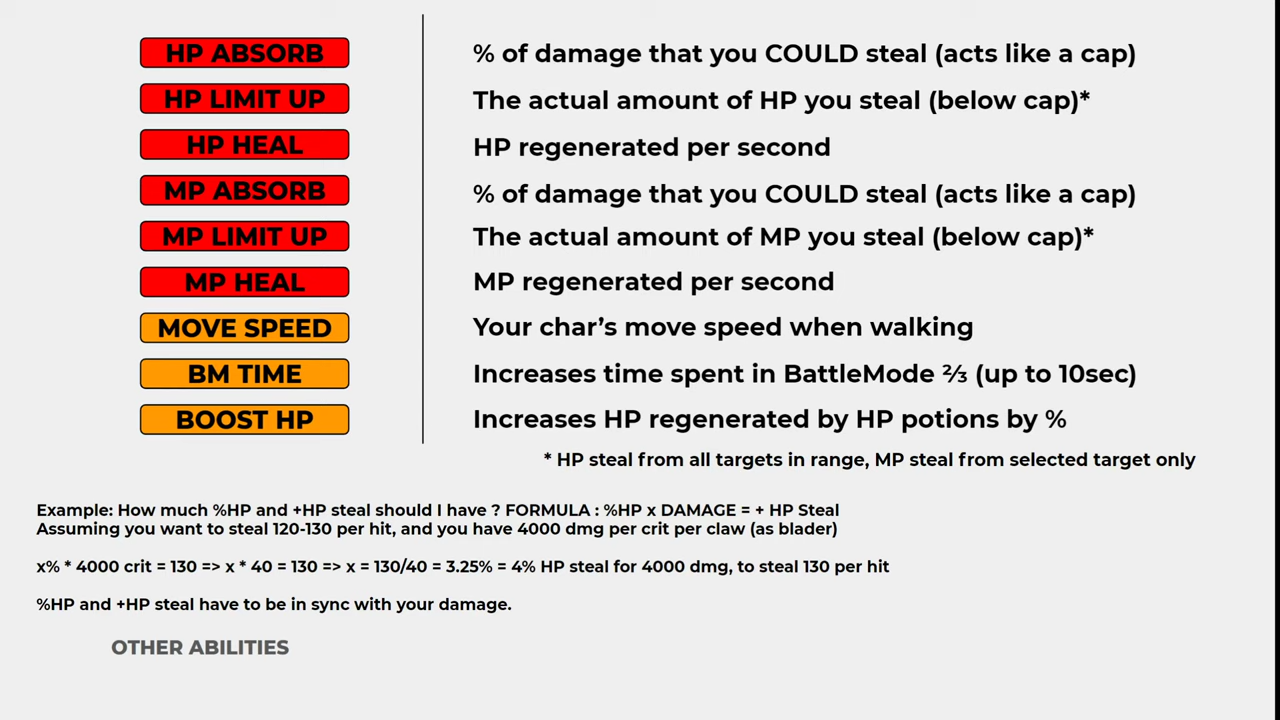 HP ABSORB % of damage that you COULD steal (acts like a cap)
HP LIMIT UP The actual amount of HP you steal (below cap)*
HP HEAL HP regenerated per second
MP ABSORB % of damage that you COULD steal (acts like a cap)
MP LIMIT UP The actual amount of MP you steal (below cap)*
MP HEAL MP regenerated per second
MOVE SPEED Your char’s move speed when walking
BM TIME Increases time spent in BattleMode ⅔ (up to 10sec)
BOOST HP Increases HP regenerated by HP potions by %
* HP steal from all targets in range, MP steal from selected target only
Example: How much %HP and +HP steal should I have ? FORMULA : %HP x DAMAGE = + HP Steal
Assuming you want to steal 120-130 per hit, and you have 4000 dmg per crit per claw (as blader)
x% * 4000 crit = 130 => x * 40 = 130 => x = 130/40 = 3.25% = 4% HP steal for 4000 dmg, to steal 130 per hit
%HP and +HP steal have to be in sync with your damage.
OTHER ABILITIES